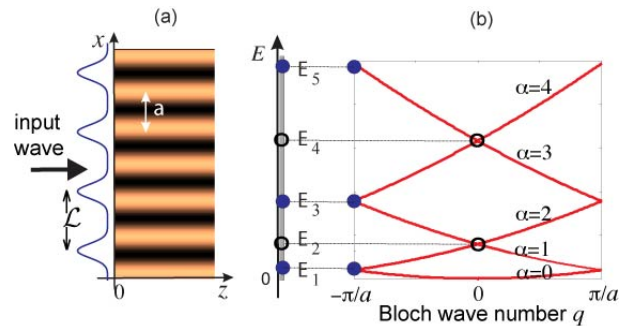 (a)
(b)
x
E
E5
α=4
a
input
wave
E4
α=3
E3
α=2
ℒ
E2
α=1
E1
α=0
0
0
z
−π/a
0
π/a
Bloch wave number q